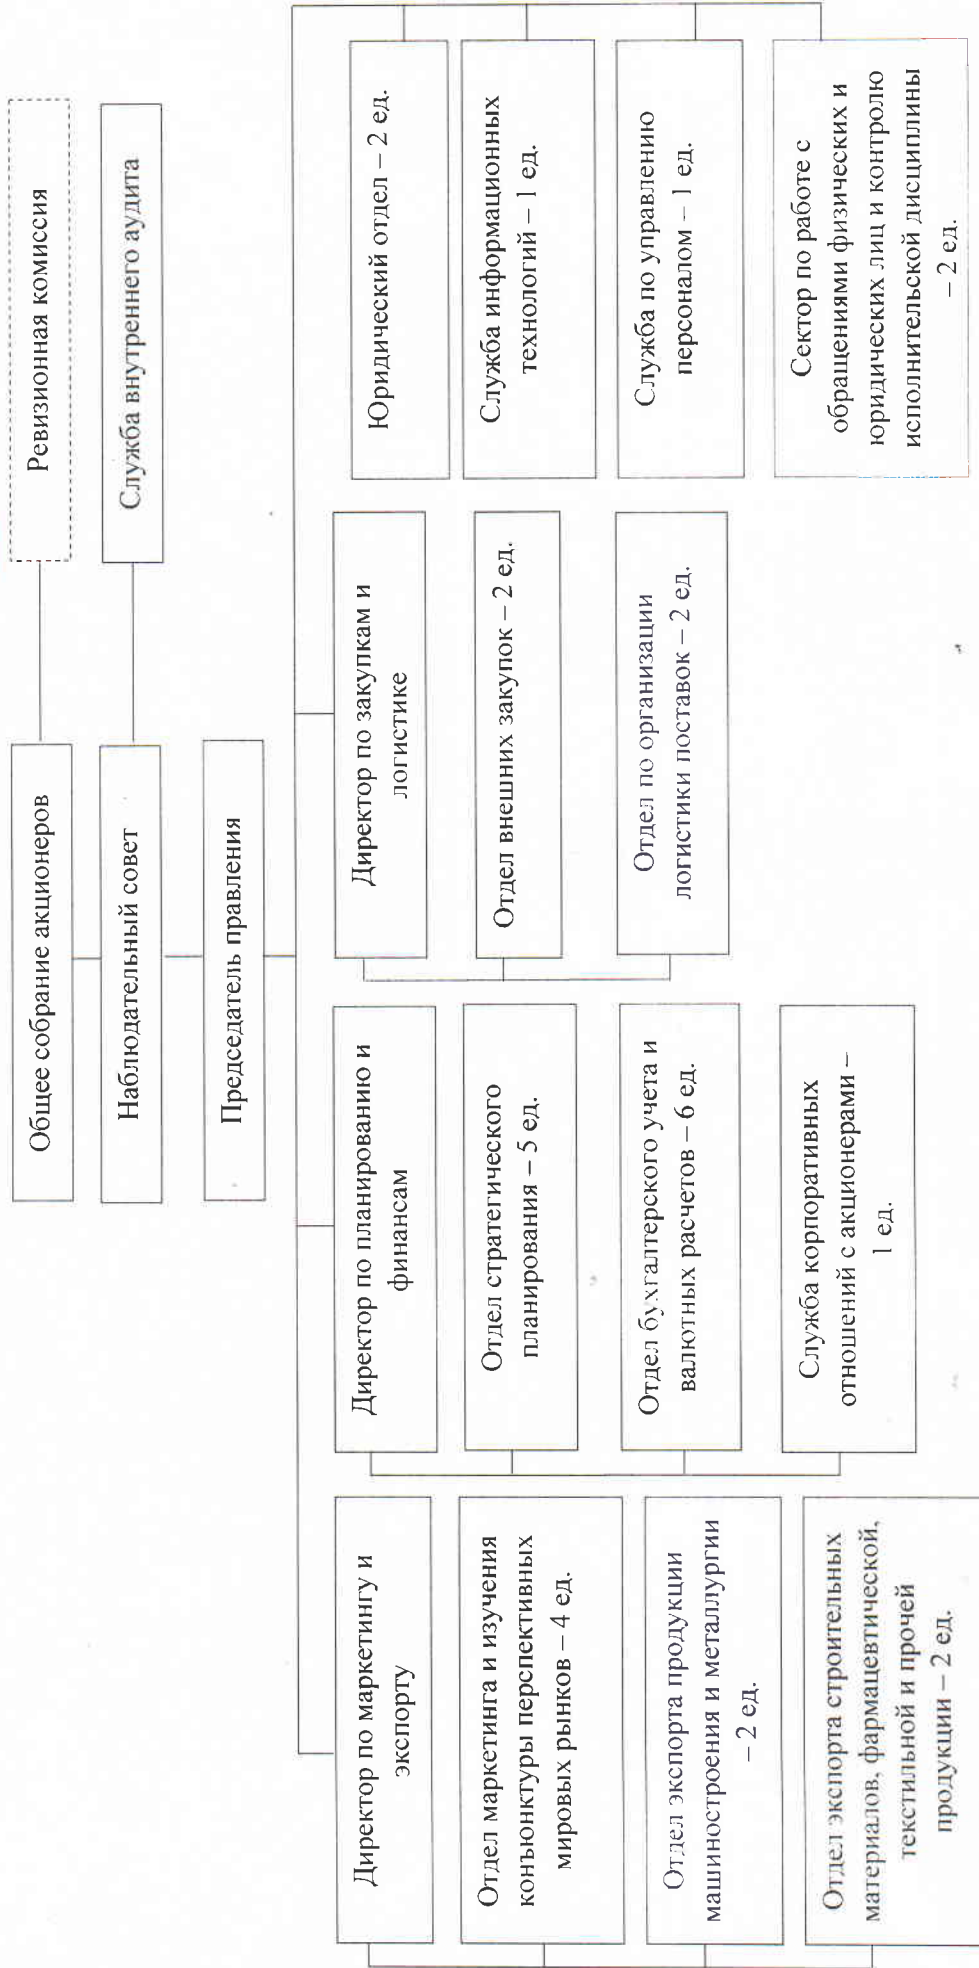 Общее собрание акционеров
Ревизионная комиссия
Наблюдательный совет
Служба внутреннего аудита
Председатель правления
Директор по маркетингу и
экспорту
Отдел маркетинга и изучения
конъюнктуры перспективных
мировых рынков – 4 ед.
Отдел экспорта продукции
машиностроения и металлургии
– 2 ед.
Отдел экспорта строительных
материалов, фармацевтической,
текстильной и прочей
продукции – 2 ед.
Директор по планированию и
финансам
Отдел стратегического
планирования – 5 ед.
Отдел бухгалтерского учета и
валютных расчетов – 6 ед.
Служба корпоративных
отношений с акционерами –
1 ед.
Директор по закупкам и
логистике
Отдел внешних закупок – 2 ед.
Отдел по организации
логистики поставок – 2 ед.
Юридический отдел – 2 ед.
Служба информационных
технологий – 1 ед.
Служба по управлению
персоналом – 1 ед.
Сектор по работе с
обращениями физических и
юридических лиц и контролю
исполнительской дисциплины
– 2 ед.